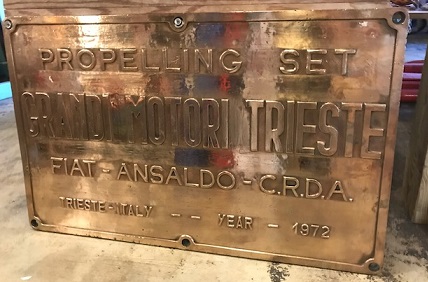 PROPELLING SET
GRANDI MOTORI TRIESTE
FIAT - ANSALDO - C.R.D.A.
TRIESTE - ITALY - - YEAR - 1972